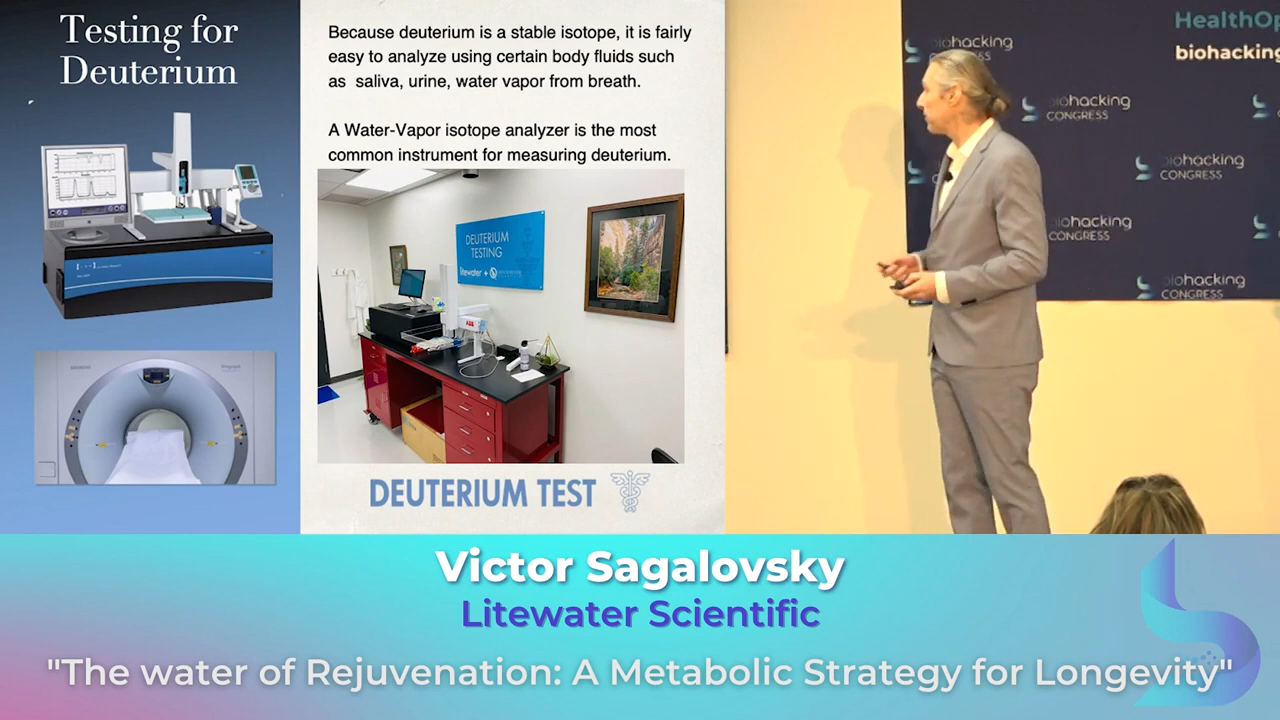 Testing for
Deuterium
Because deuterium is a stable isotope, it is fairly
easy to analyze using certain body fluids such
as saliva, urine, water vapor from breath.
A Water-Vapor isotope analyzer is the most
common instrument for measuring deuterium.
DEUTERIUM
TESTING
litewater +
ABB
DEUTERIUM TEST
HealthOp
biohacking
biohacking
CONGRESS
biohacking
CONGRESS
biohacking
CONGRESS
biohacking
CONGRESS
biohacking
CONGRESS
Victor Sagalovsky
Litewater Scientific
"The water of Rejuvenation: A Metabolic Strategy for Longevity"